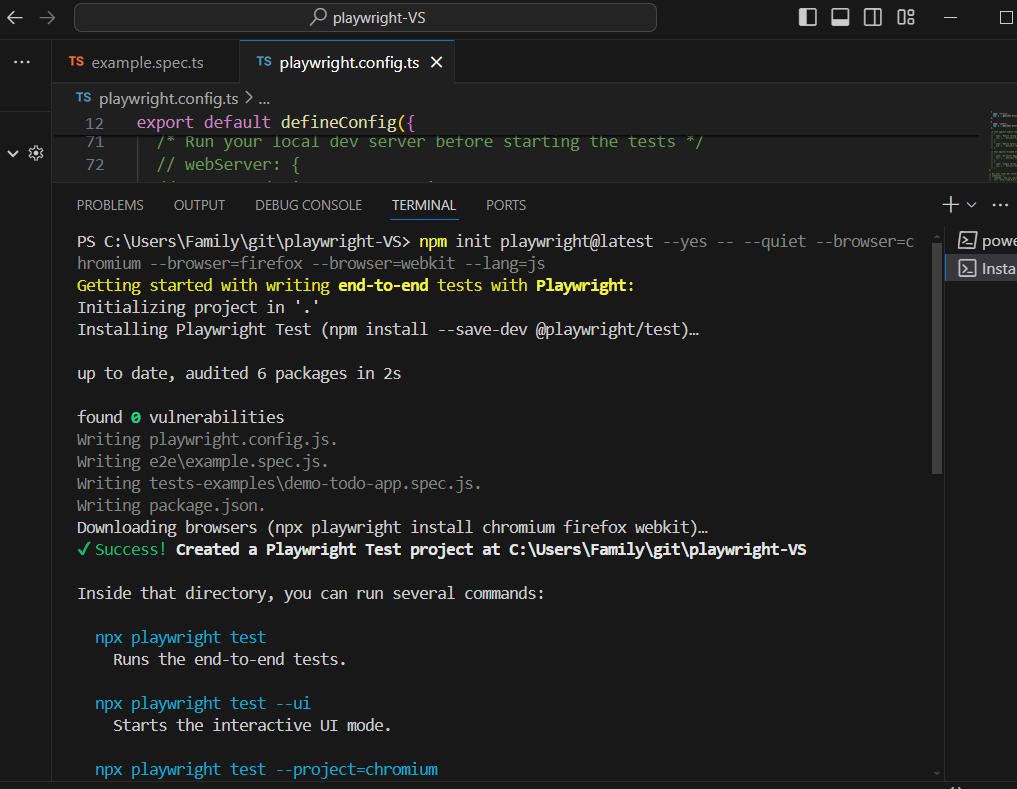 playwright-VS
TS example.spec.ts
TS playwright.config.ts
TS playwright.config.ts > ...
12 export default defineConfig({
71 /* Run your local dev server before starting the tests */
72 // webServer: {
PROBLEMS OUTPUT DEBUG CONSOLE TERMINAL PORTS
PS C:\Users\Family\git\playwright-VS> npm init playwright@latest --yes -- --quiet --browser=c
hromium --browser=firefox --browser=webkit --lang=js
Getting started with writing end-to-end tests with Playwright:
Initializing project in '.'
Installing Playwright Test (npm install --save-dev @playwright/test)…
up to date, audited 6 packages in 2s
found 0 vulnerabilities
Writing playwright.config.js.
Writing e2e\example.spec.js.
Writing tests-examples\demo-todo-app.spec.js.
Writing package.json.
Downloading browsers (npx playwright install chromium firefox webkit)…
✓ Success! Created a Playwright Test project at C:\Users\Family\git\playwright-VS
Inside that directory, you can run several commands:
npx playwright test
Runs the end-to-end tests.
npx playwright test --ui
Starts the interactive UI mode.
npx playwright test --project=chromium
powe
Insta